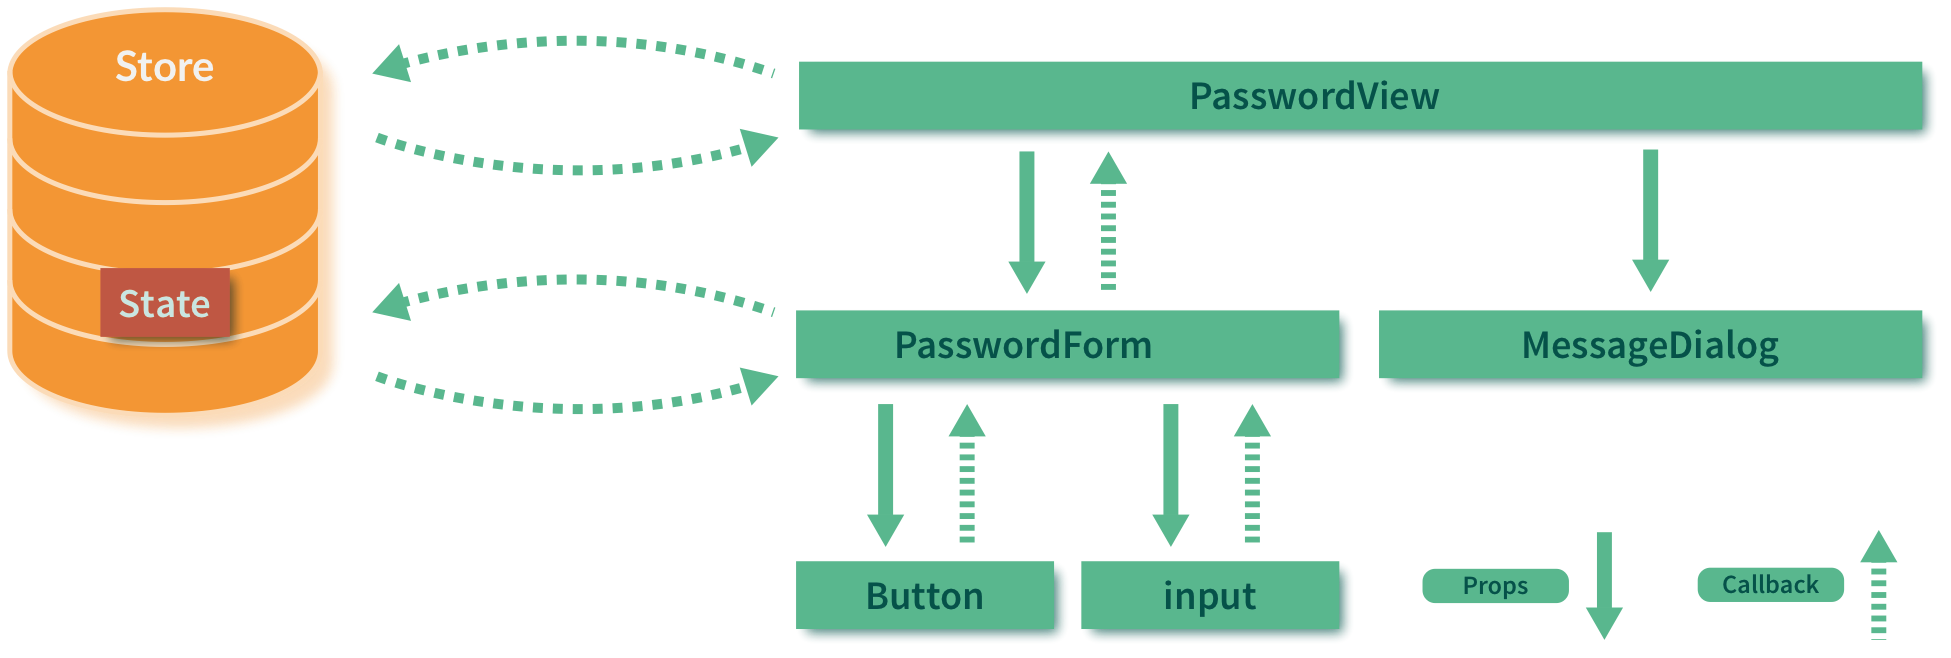 Store
PasswordView
State
PasswordForm
MessageDialog
Button
input
Props
Callback